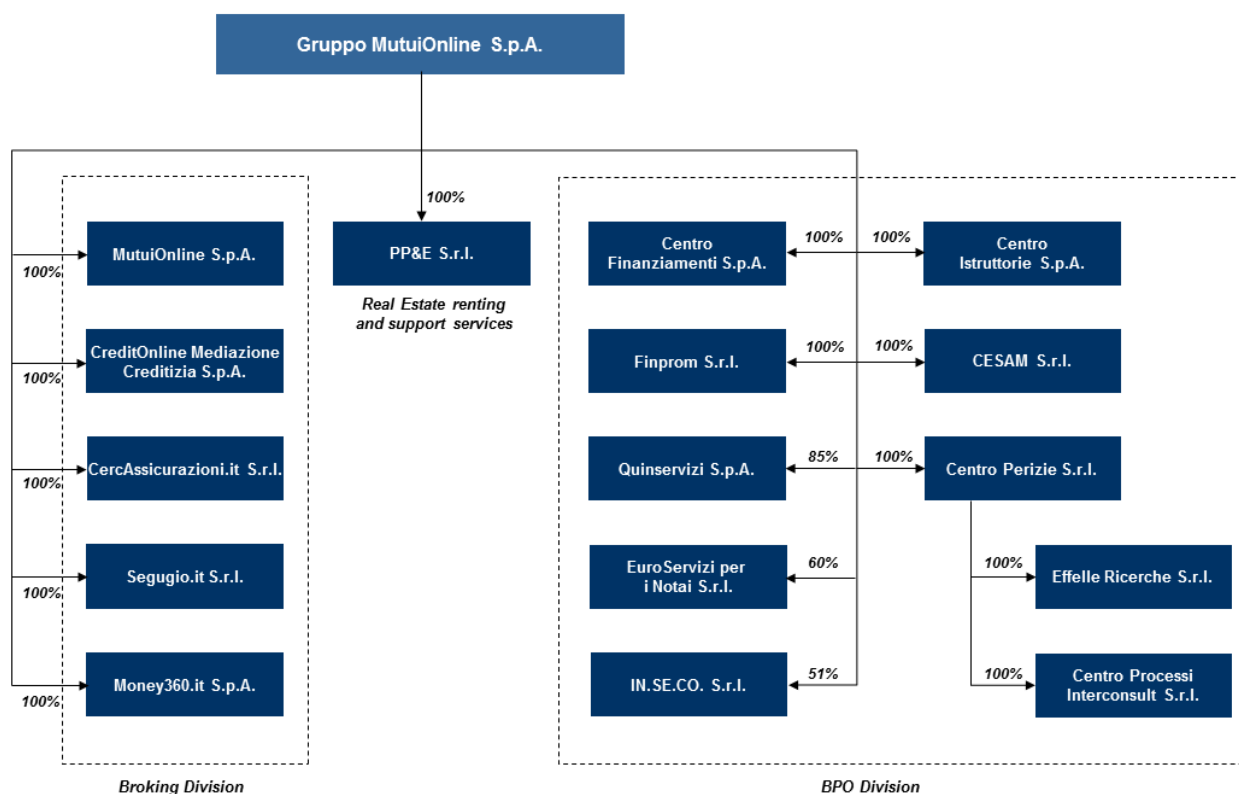 Gruppo MutuiOnline S.p.A.
100%
MutuiOnline S.p.A.
100%
CreditOnline Mediazione
Creditizia S.p.A.
100%
CercAssicurazioni.it S.r.l.
100%
Segugio.it S.r.l.
100%
Money360.it S.p.A.
100%
Broking Division
PP&E S.r.l.
Real Estate renting
and support services
Centro
Finanziamenti S.p.A.
100%
100%
Centro
Istruttorie S.p.A.
Finprom S.r.l.
100%
100%
CESAM S.r.l.
Quinservizi S.p.A.
85%
100%
Centro Perizie S.r.l.
EuroServizi per
i Notai S.r.l.
60%
100%
Effelle Ricerche S.r.l.
IN.SE.CO. S.r.l.
51%
100%
Centro Processi
Interconsult S.r.l.
BPO Division